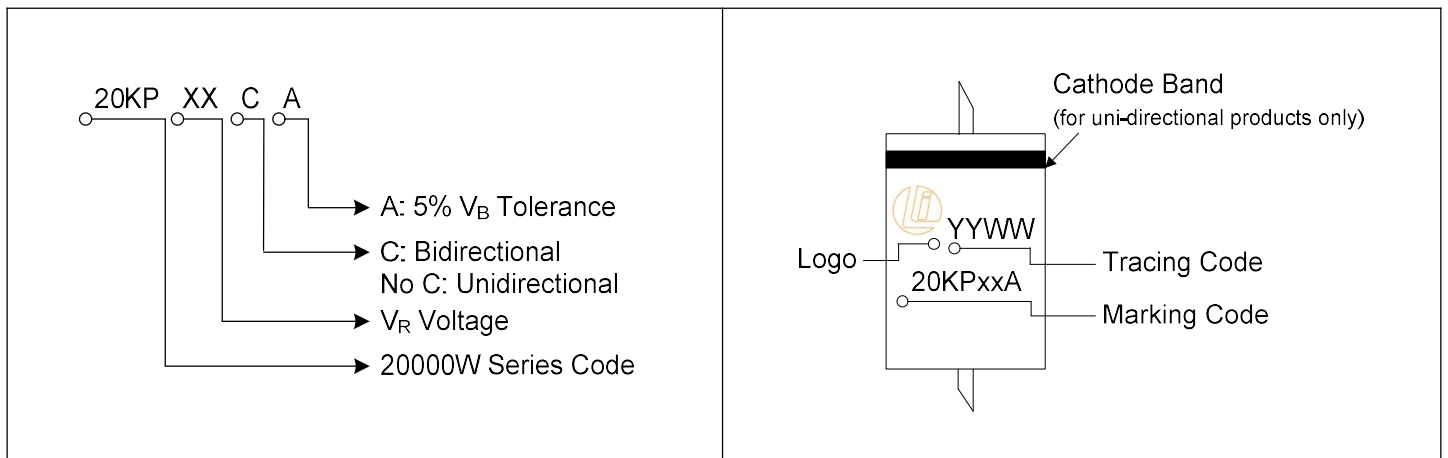 20KP XX C A
A: 5% VB Tolerance
C: Bidirectional
No C: Unidirectional
VR Voltage
20000W Series Code
Cathode Band
(for uni-directional products only)
YYWW
Logo
Tracing Code
20KPxxA
Marking Code